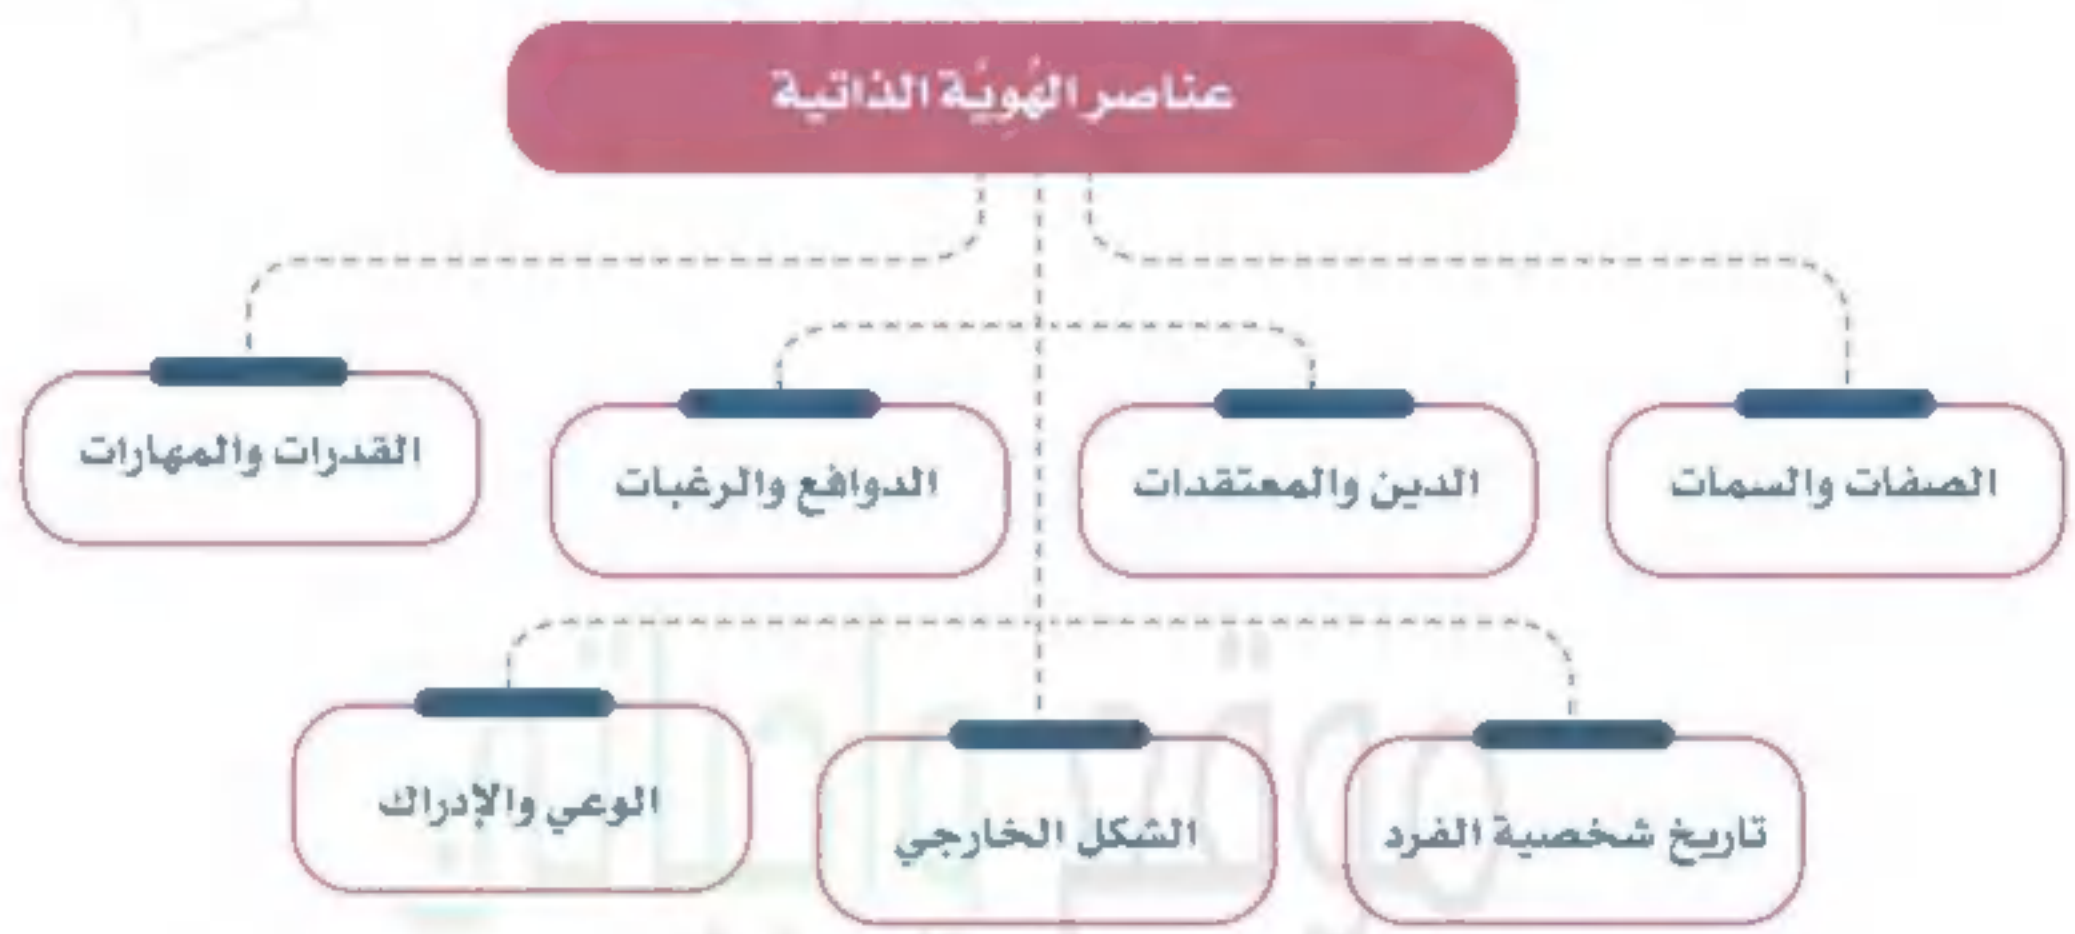 عناصر الهُويَّة الذاتية
الصفات والسمات
الدين والمعتقدات
الدوافع والرغبات
القدرات والمهارات
تاريخ شخصية الفرد
الشكل الخارجي
الوعي والإدراك